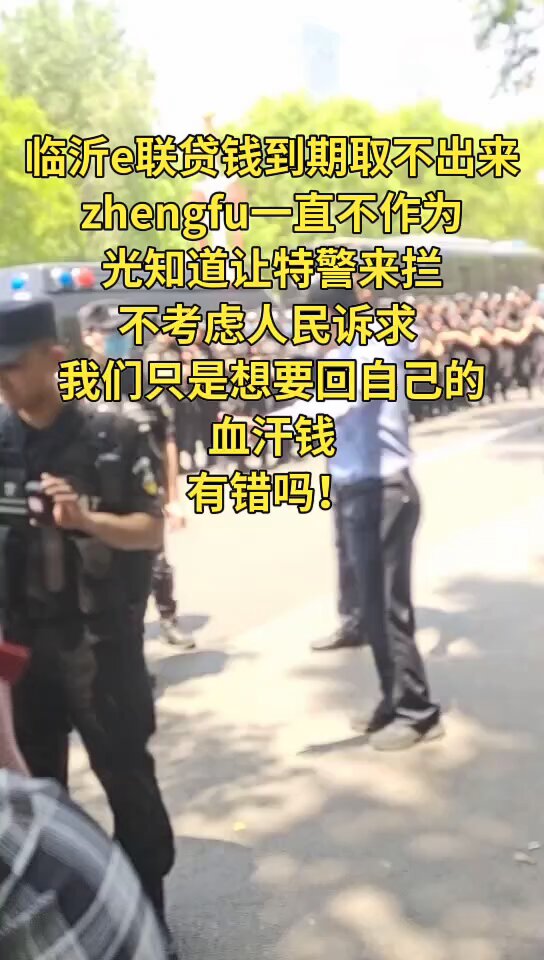 临沂e联贷钱到期取不出来
zhengfu一直不作为
光知道让特警来拦
不考虑人民诉求
我们只是想要回自己的
血汗钱
有错吗！